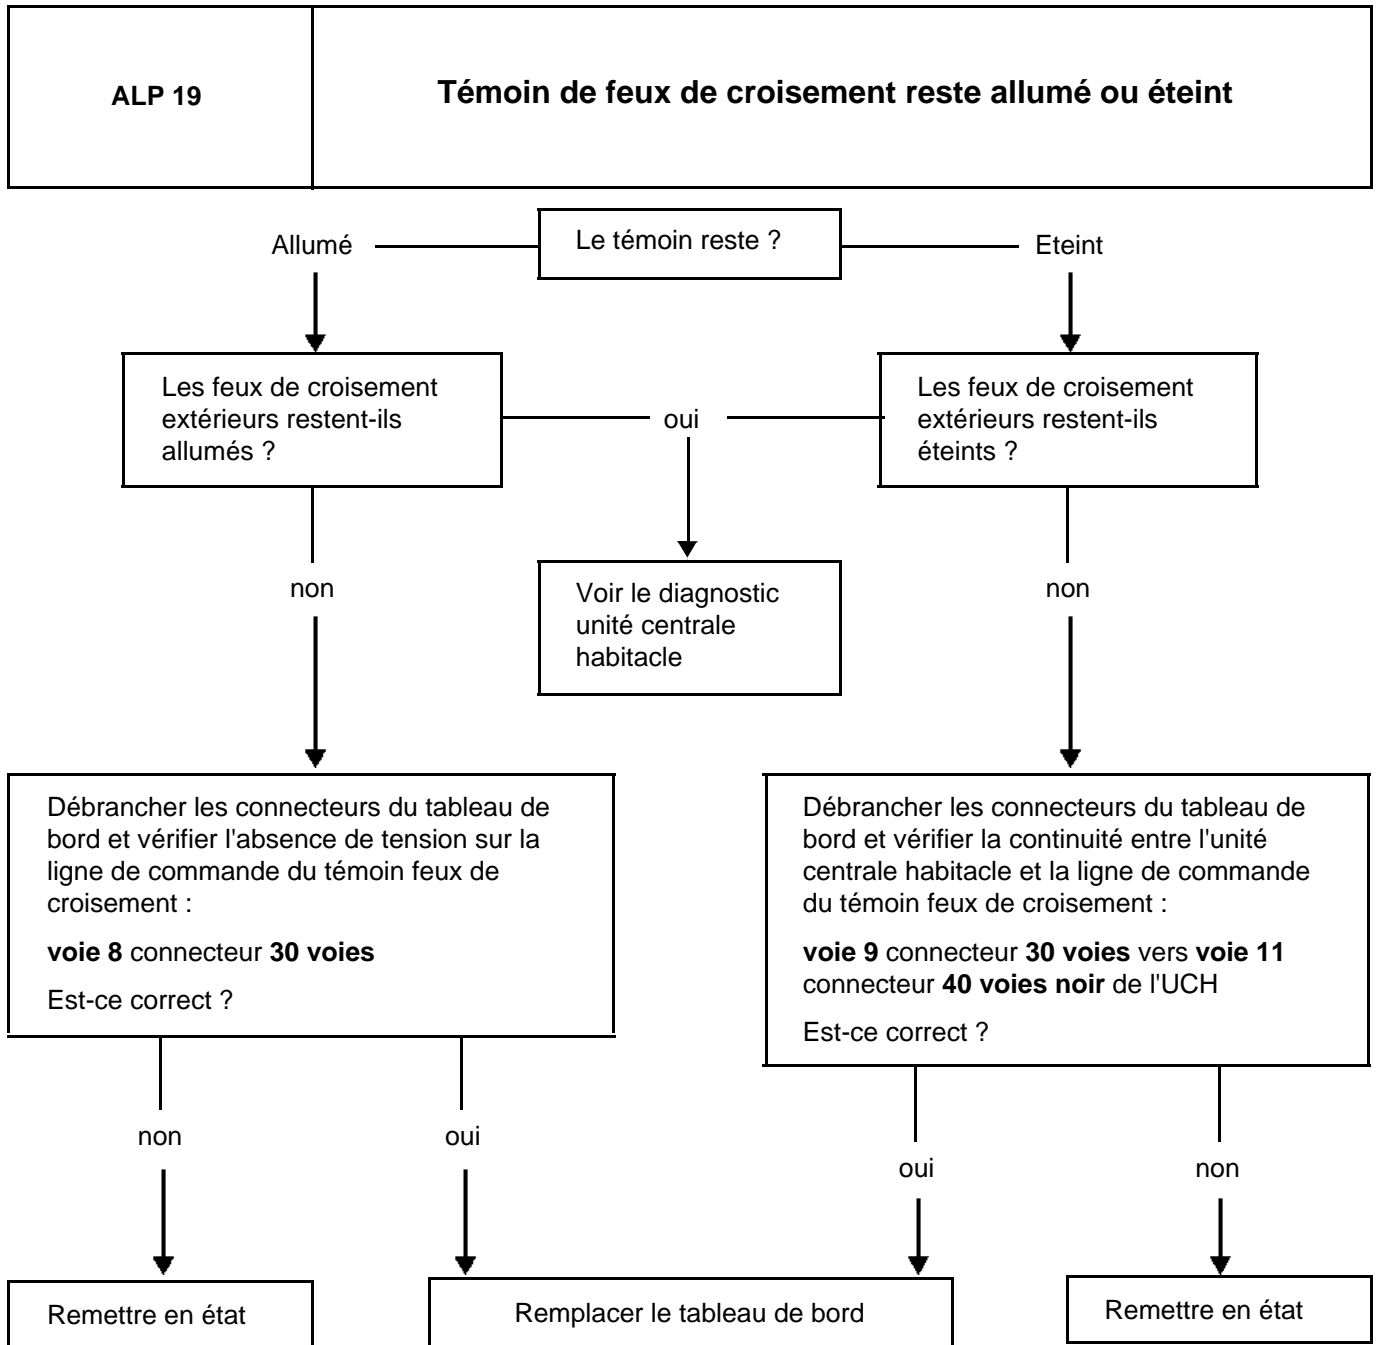 ALP 19
Témoin de feux de croisement reste allumé ou éteint
Allumé
Le témoin reste ?
Eteint
Les feux de croisement
extérieurs restent-ils
allumés ?
oui
Les feux de croisement
extérieurs restent-ils
éteints ?
non
Voir le diagnostic
unité centrale
habitacle
non
Débrancher les connecteurs du tableau de
bord et vérifier l'absence de tension sur la
ligne de commande du témoin feux de
croisement :
voie 8 connecteur 30 voies
Est-ce correct ?
Débrancher les connecteurs du tableau de
bord et vérifier la continuité entre l'unité
centrale habitacle et la ligne de commande
du témoin feux de croisement :
voie 9 connecteur 30 voies vers voie 11
connecteur 40 voies noir de l'UCH
Est-ce correct ?
non
oui
oui
non
Remettre en état
Remplacer le tableau de bord
Remettre en état